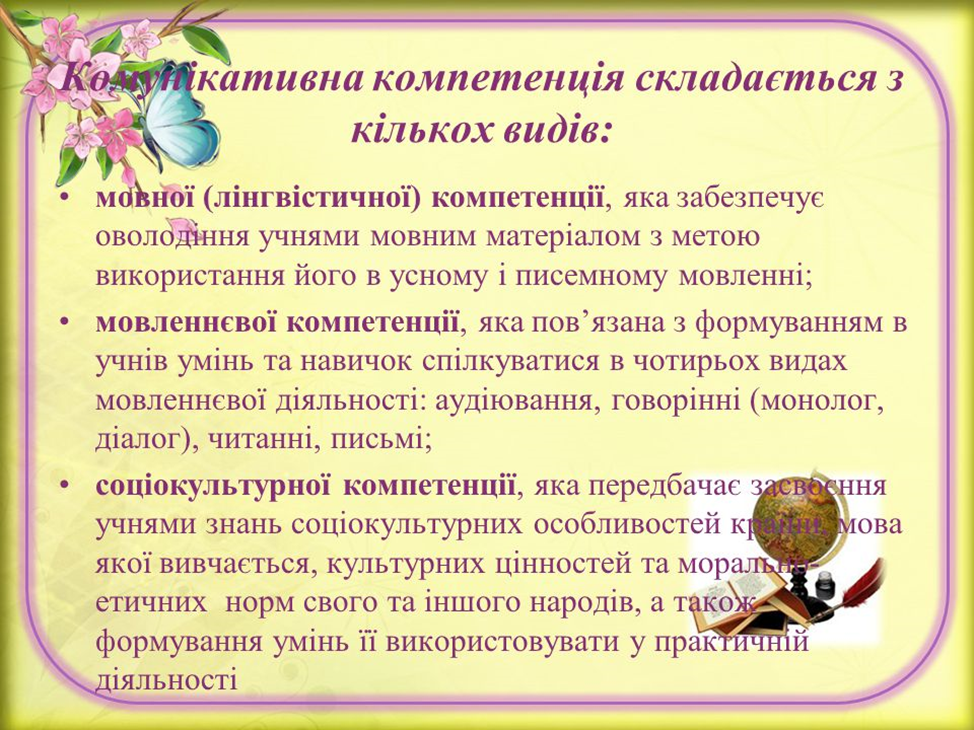 Комунікативна компетенція складається з
кількох видів:
• мовної (лінгвістичної) компетенції, яка забезпечує
оволодіння учнями мовним матеріалом з метою
використання його в усному і писемному мовленні;
• мовленнєвої компетенції, яка пов’язана з формуванням в
учнів умінь та навичок спілкуватися в чотирьох видах
мовленнєвої діяльності: аудіювання, говорінні (монолог,
діалог), читанні, письмі;
• соціокультурної компетенції, яка передбачає засвоєння
учнями знань соціокультурних особливостей країни, мова
якої вивчається, культурних цінностей та морально-
етичних норм свого та іншого народів, а також
формування умінь її використовувати у практичній
діяльності